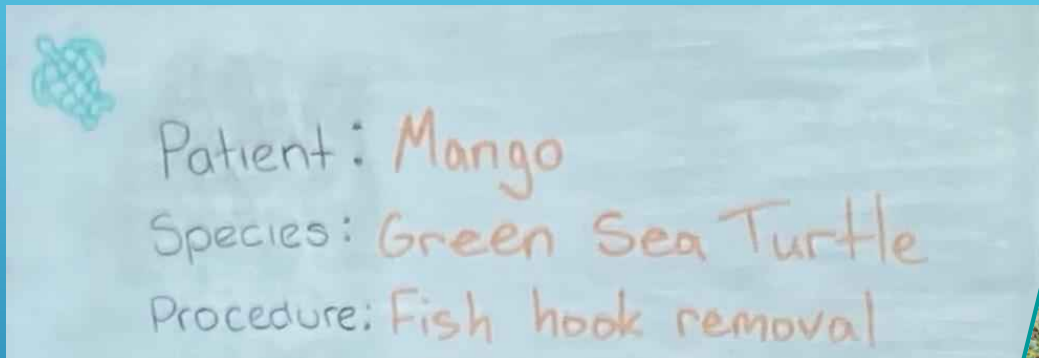 Patient: Mango
Species: Green Sea Turtle
Procedure: Fish hook removal